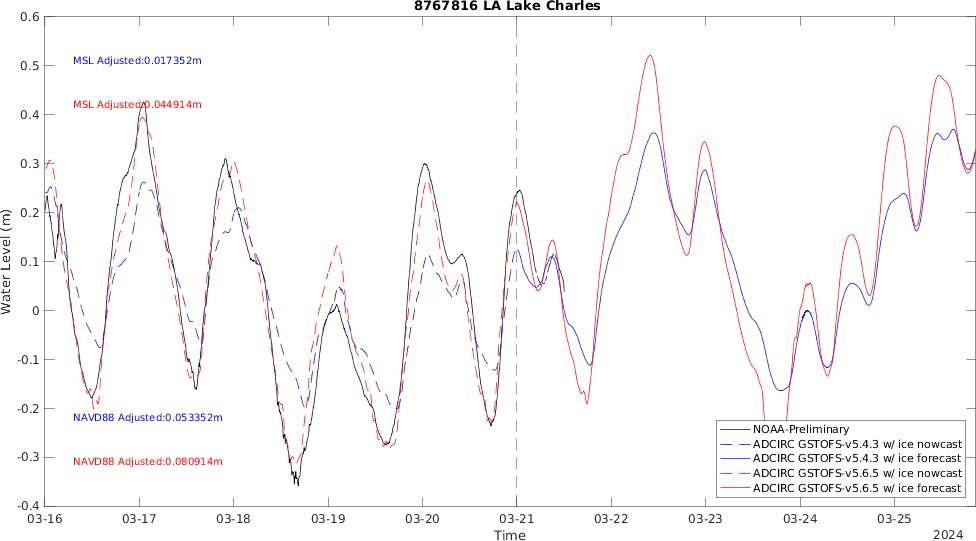 8767816 LA Lake Charles
0.6
0.5
0.4
0.3
0.2
0.1
0
-0.1
-0.2
-0.3
-0.4
Water Level (m)
MSL Adjusted:0.017352m
MSL Adjusted:0.044914m
NAVD88 Adjusted:0.053352m
NAVD88 Adjusted:0.080914m
NOAA-Preliminary
ADCIRC GSTOFS-v5.4.3 w/ ice nowcast
ADCIRC GSTOFS-v5.4.3 w/ ice forecast
ADCIRC GSTOFS-v5.6.5 w/ ice nowcast
ADCIRC GSTOFS-v5.6.5 w/ ice forecast
03-16 03-17 03-18 03-19 03-20 03-21 03-22 03-23 03-24 03-25
Time
2024